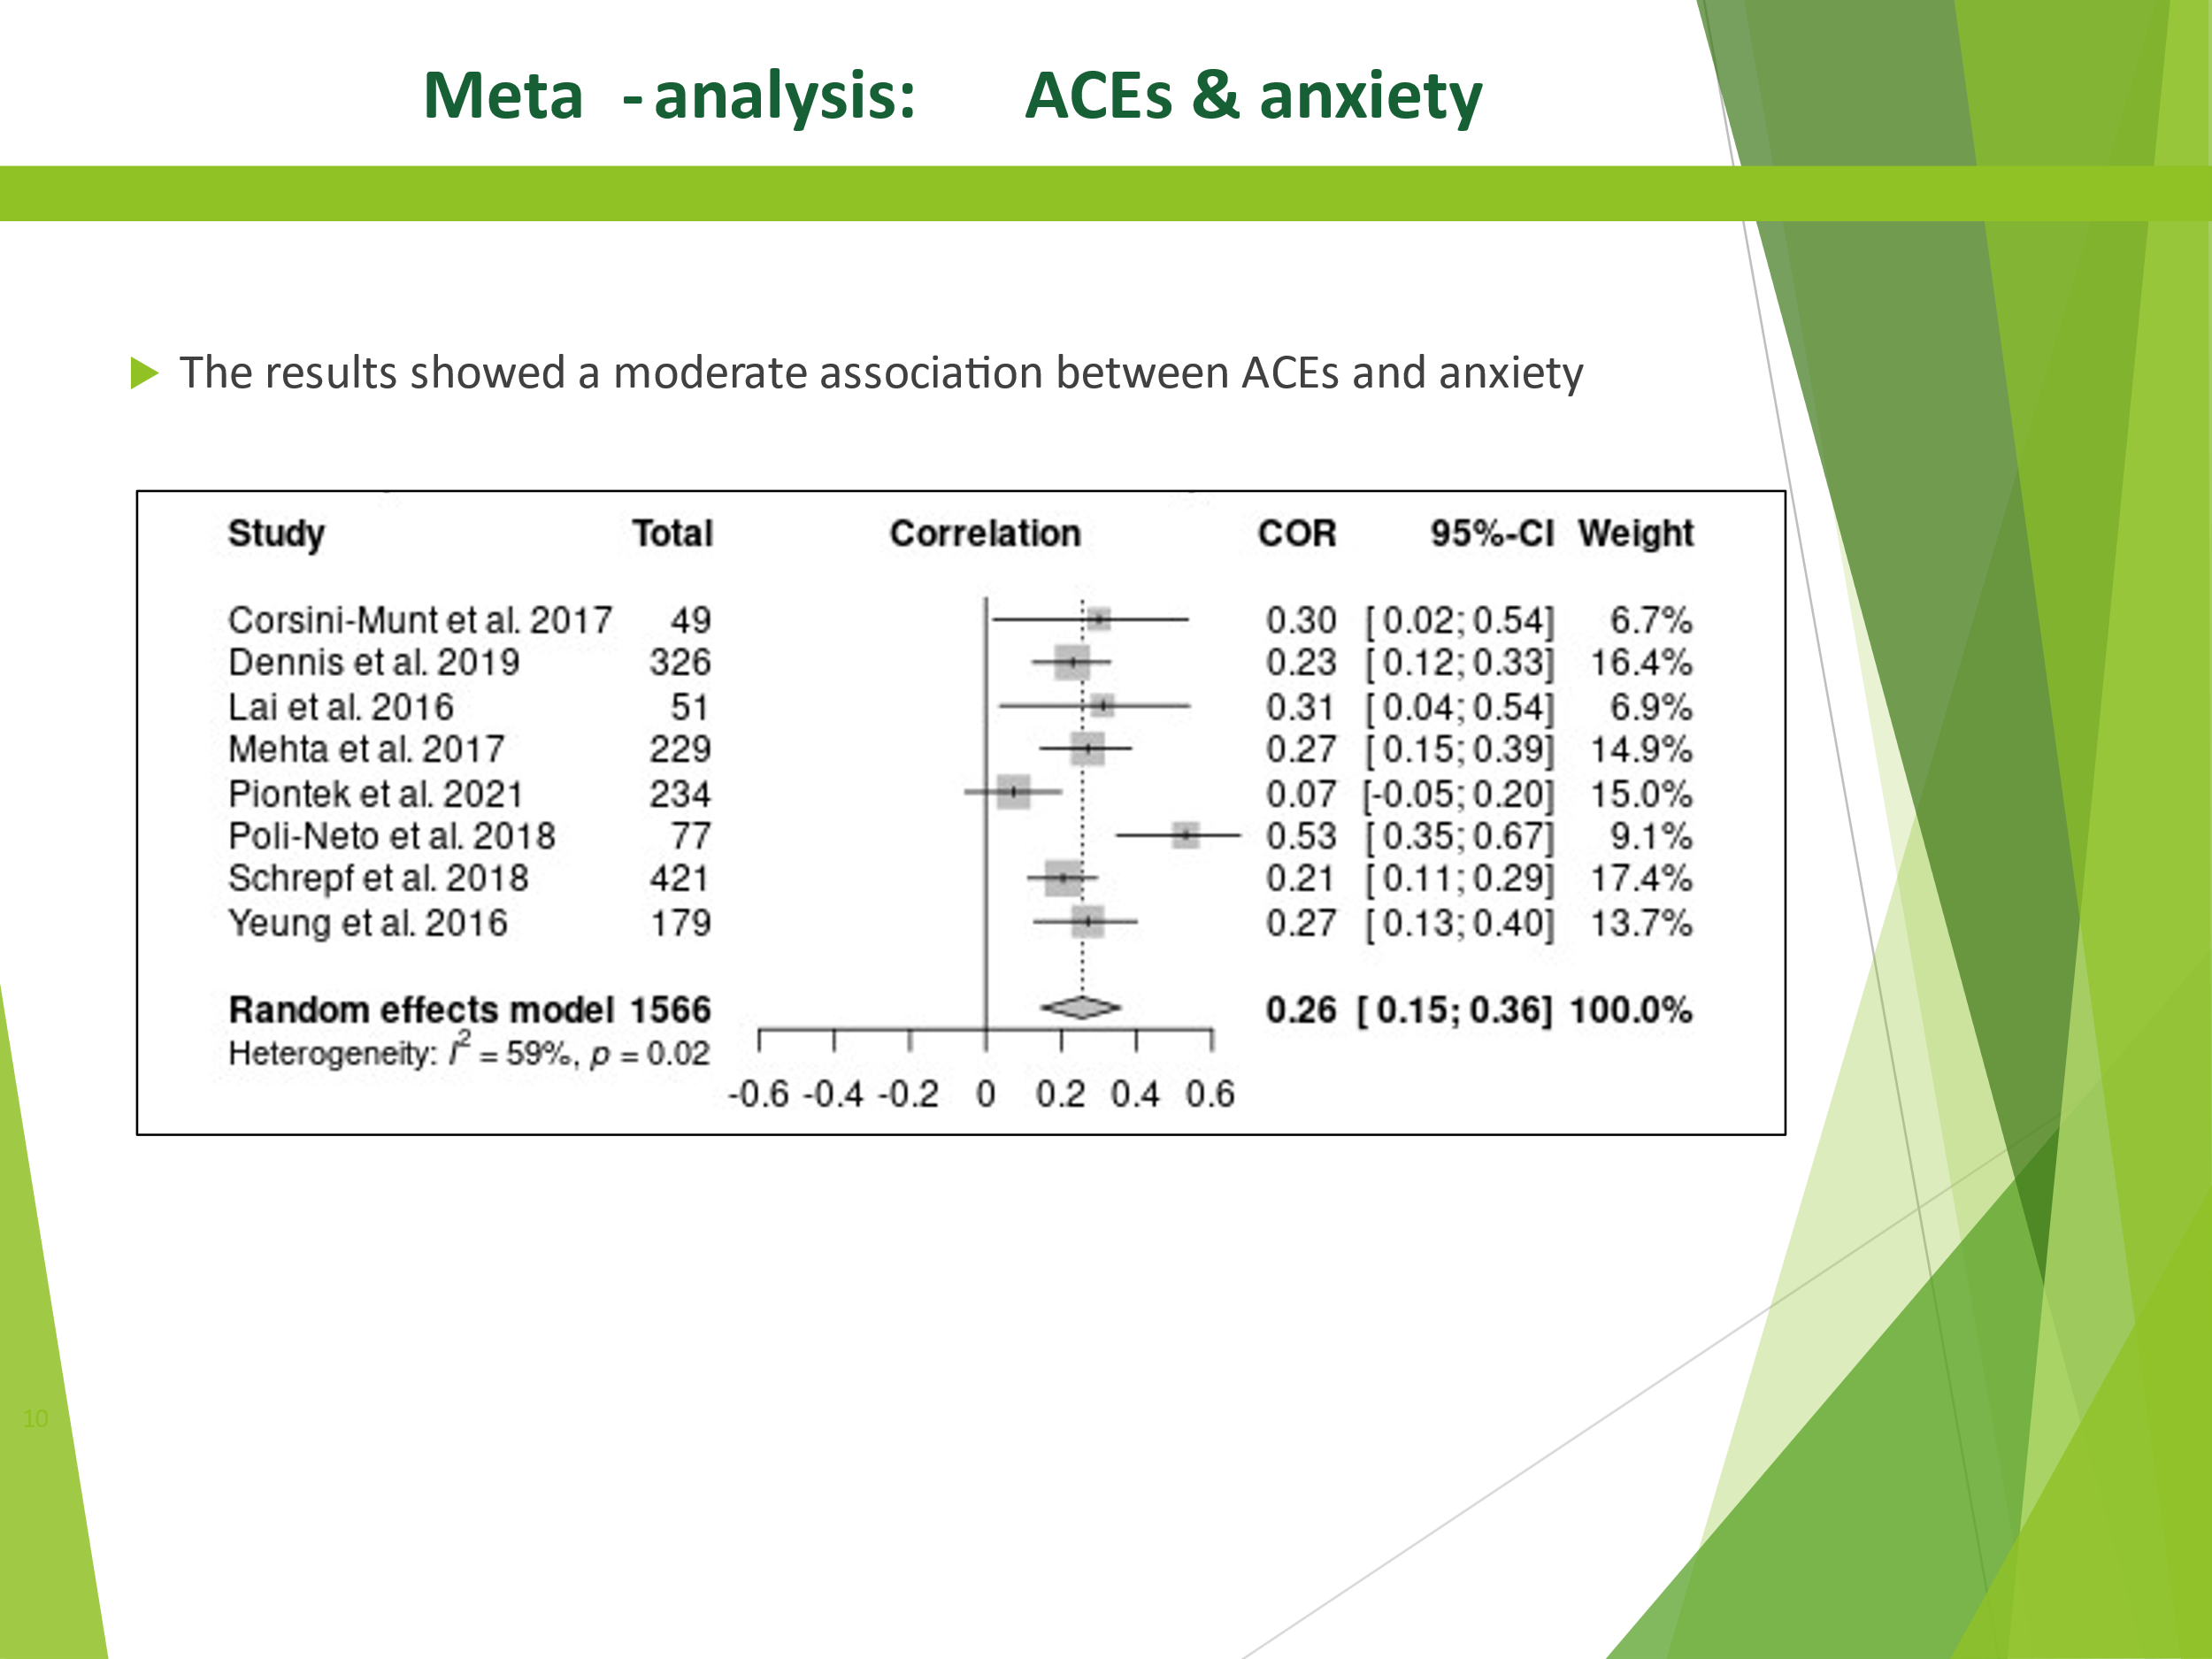 Meta -analysis: ACEs & anxiety
The results showed a moderate association between ACEs and anxiety
Study Total Correlation COR 95%-CI Weight
Corsini-Munt et al. 2017 49 0.30 [ 0.02; 0.54] 6.7%
Dennis et al. 2019 326 0.23 [ 0.12; 0.33] 16.4%
Lai et al. 2016 51 0.31 [ 0.04; 0.54] 6.9%
Mehta et al. 2017 229 0.27 [ 0.15; 0.39] 14.9%
Piontek et al. 2021 234 0.07 [-0.05; 0.20] 15.0%
Poli-Neto et al. 2018 77 0.53 [ 0.35; 0.67] 9.1%
Schrepf et al. 2018 421 0.21 [ 0.11; 0.29] 17.4%
Yeung et al. 2016 179 0.27 [ 0.13; 0.40] 13.7%
Random effects model 1566 0.26 [ 0.15; 0.36] 100.0%
Heterogeneity: I² = 59%, p = 0.02
-0.6 -0.4 -0.2 0 0.2 0.4 0.6
10